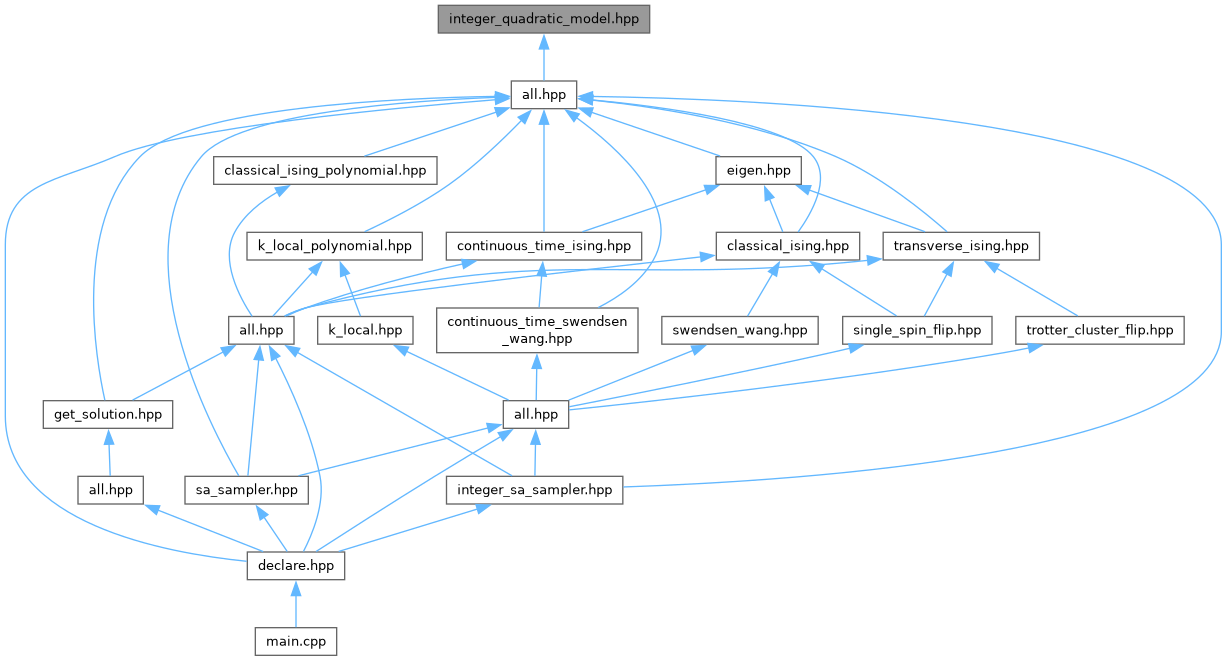 integer_quadratic_model.hpp
all.hpp
classical_ising_polynomial.hpp
eigen.hpp
k_local_polynomial.hpp
continuous_time_ising.hpp
classical_ising.hpp
transverse_ising.hpp
all.hpp
k_local.hpp
continuous_time_swendsen
_wang.hpp
swendsen_wang.hpp
single_spin_flip.hpp
trotter_cluster_flip.hpp
get_solution.hpp
all.hpp
all.hpp
sa_sampler.hpp
integer_sa_sampler.hpp
declare.hpp
main.cpp